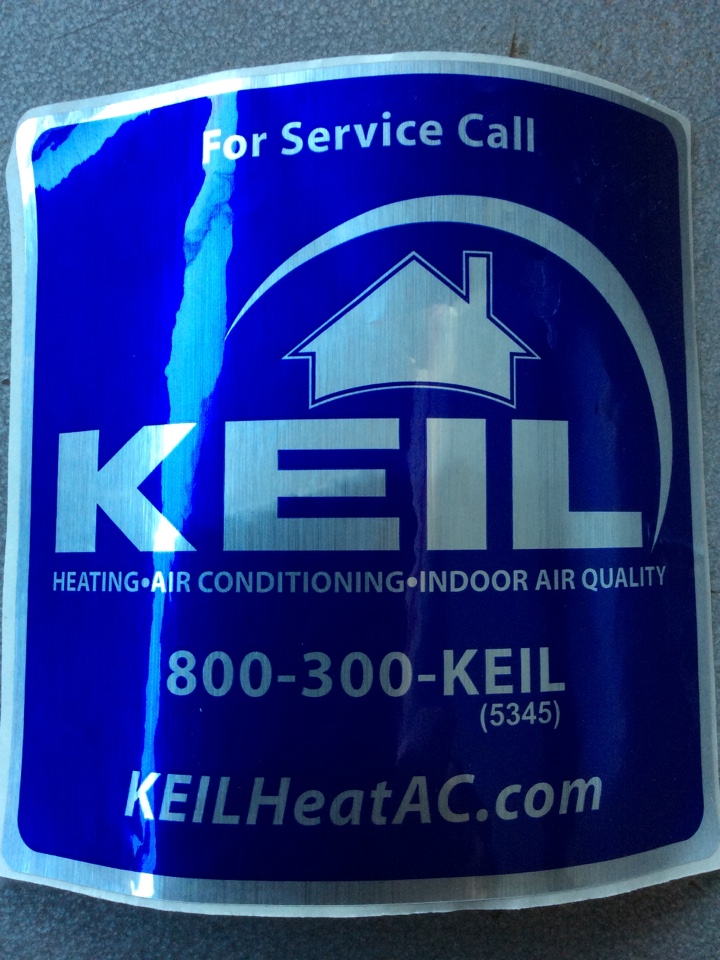 For Service Call
KEIL
HEATING•AIR CONDITIONING•INDOOR AIR QUALITY
800-300-KEIL
(5345)
KEILHeatAC.com